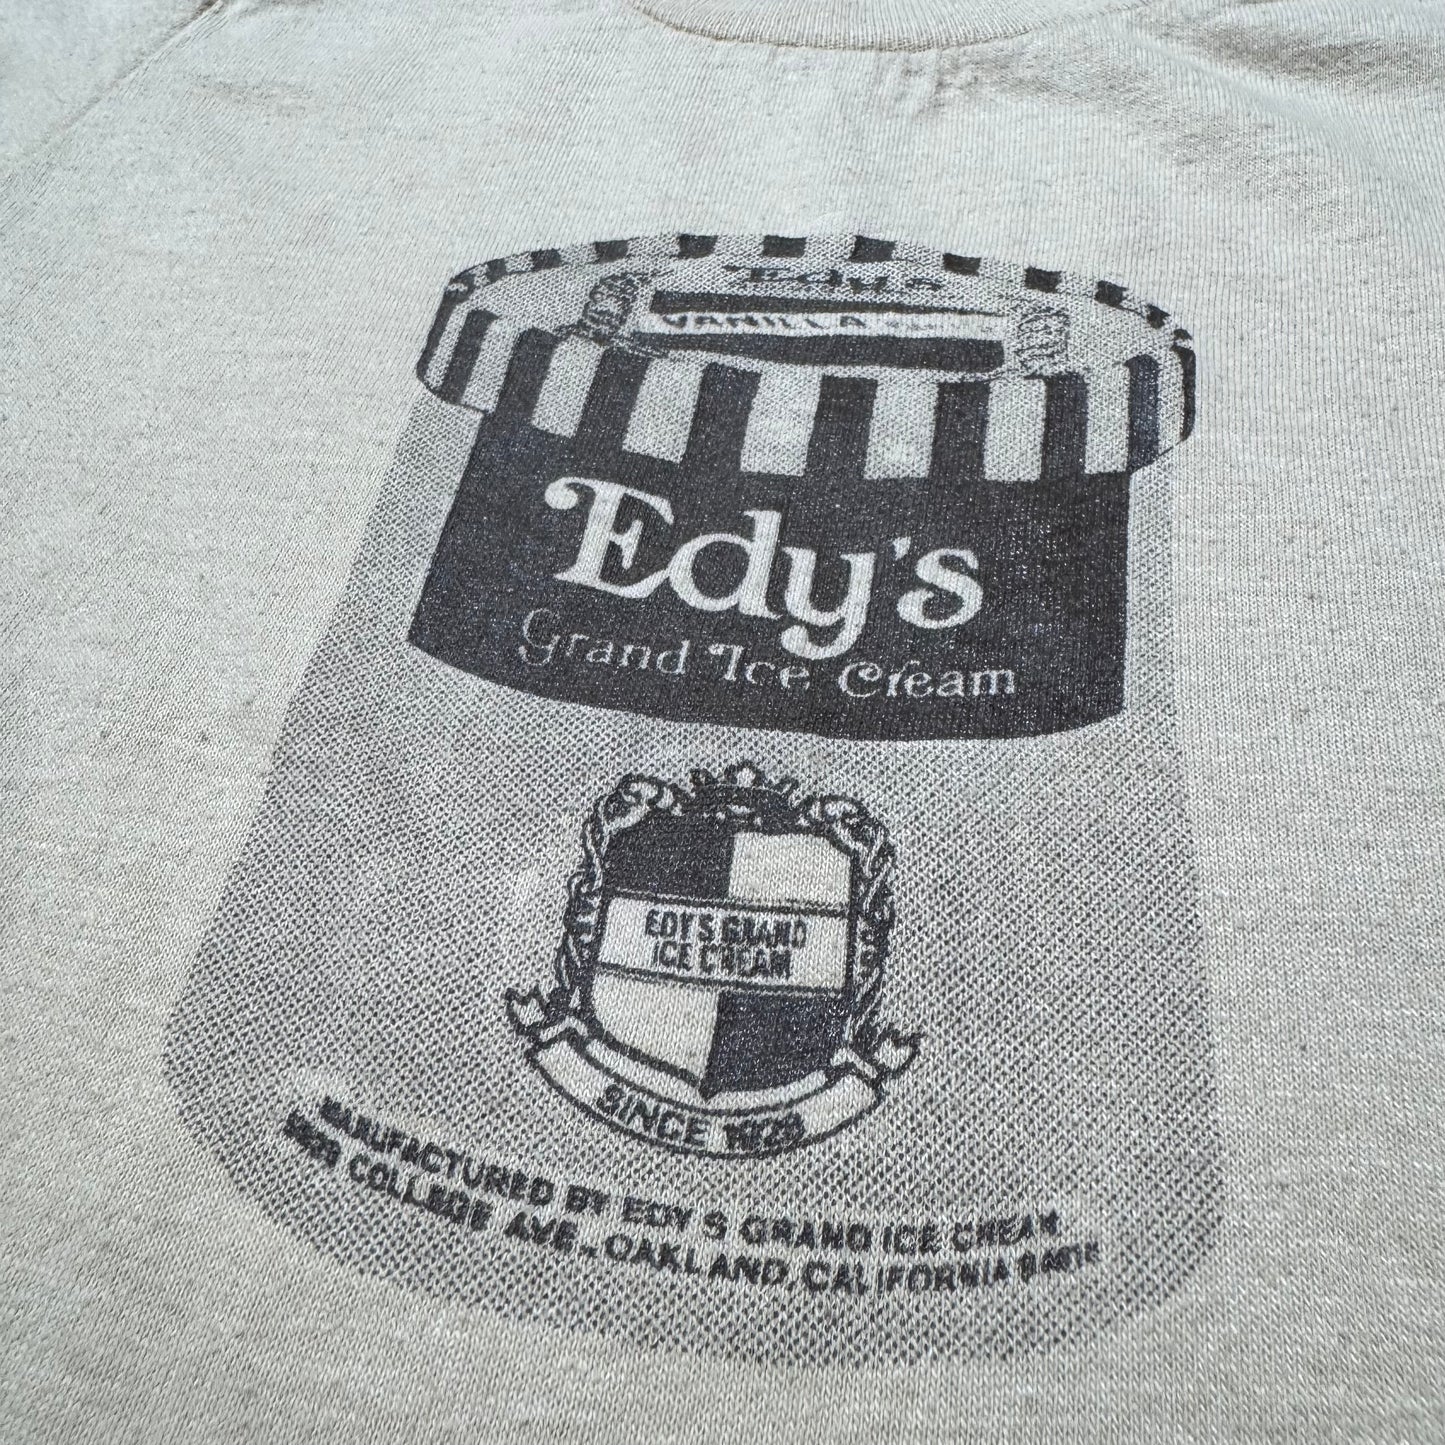 Edy's
VANILLA
Edy's
Grand Ice Cream
EDY'S GRAND
ICE CREAM
SINCE 1928
MANUFACTURED BY EDY'S GRAND ICE CREAM
COLLEGE AVE., OAKLAND, CALIFORNIA